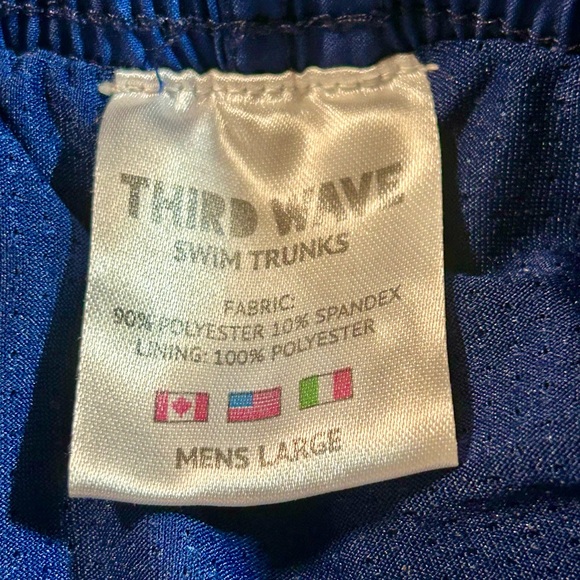 THIRD WAVE
SWIM TRUNKS
FABRIC:
90% POLYESTER 10% SPANDEX
LINING: 100% POLYESTER
MENS LARGE